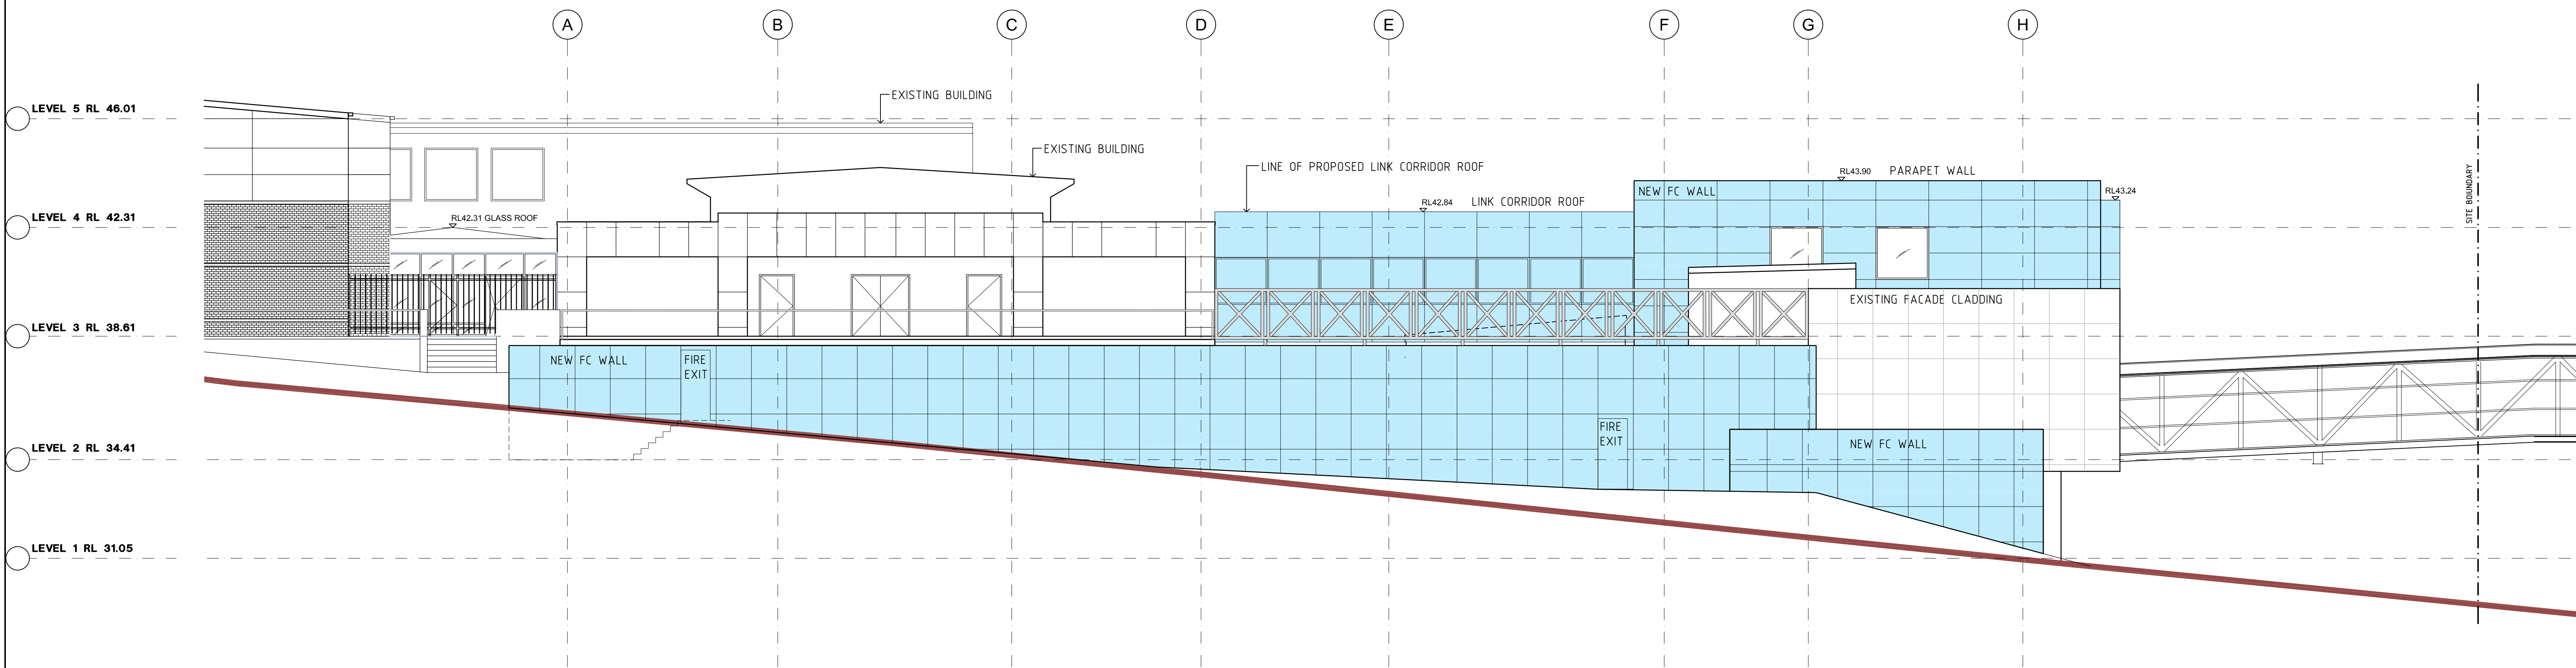 A
B
C
D
E
F
G
H
LEVEL 5 RL 46.01
EXISTING BUILDING
EXISTING BUILDING
LINE OF PROPOSED LINK CORRIDOR ROOF
RL43.90
PARAPET WALL
SITE BOUNDARY
NEW FC WALL
RL43.24
RL42.84
LINK CORRIDOR ROOF
LEVEL 4 RL 42.31
RL42.31 GLASS ROOF
EXISTING FACADE CLADDING
LEVEL 3 RL 38.61
NEW FC WALL
FIRE
EXIT
FIRE
EXIT
NEW FC WALL
LEVEL 2 RL 34.41
LEVEL 1 RL 31.05